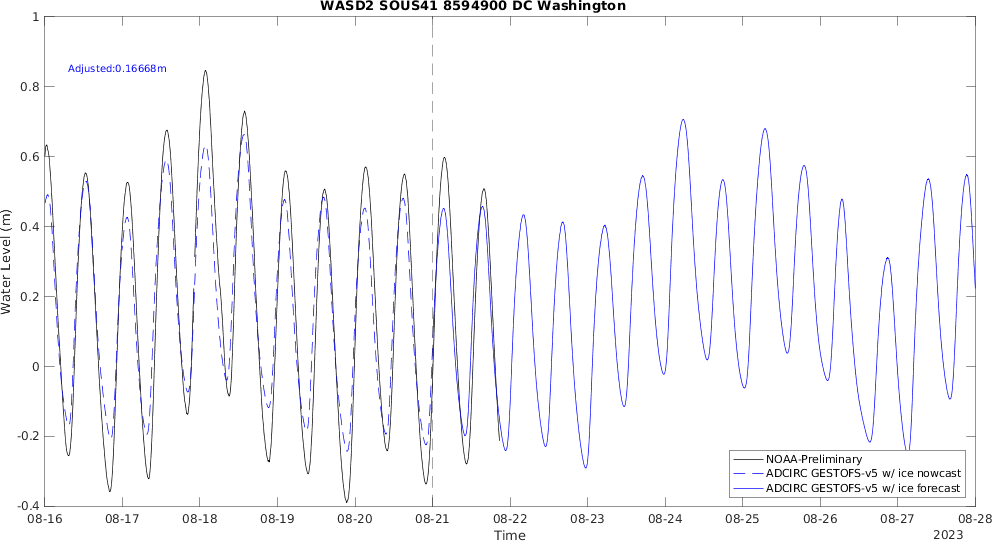 WASD2 SOUS41 8594900 DC Washington
Adjusted:0.16668m
Water Level (m)
1
0.8
0.6
0.4
0.2
0
-0.2
-0.4
08-16 08-17 08-18 08-19 08-20 08-21 08-22 08-23 08-24 08-25 08-26 08-27 08-28
Time
2023
NOAA-Preliminary
ADCIRC GESTOFS-v5 w/ ice nowcast
ADCIRC GESTOFS-v5 w/ ice forecast